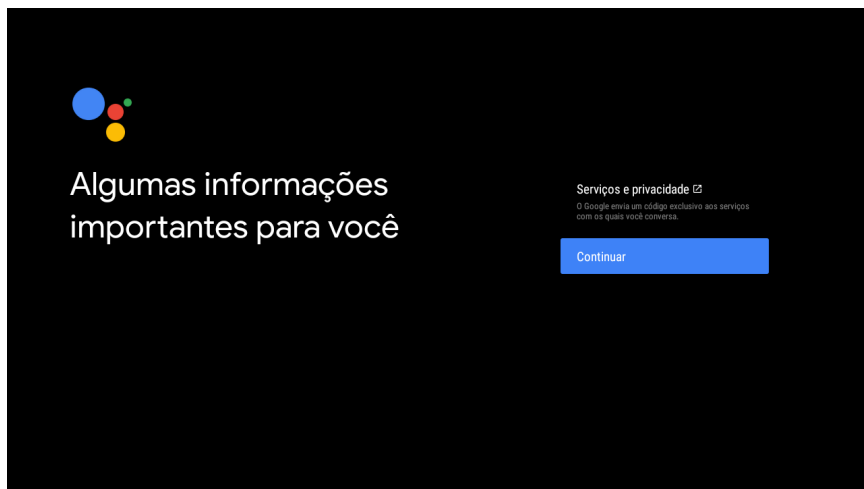 Algumas informações
importantes para você
Serviços e privacidade
O Google envia um código exclusivo aos serviços
com os quais você conversa.
Continuar